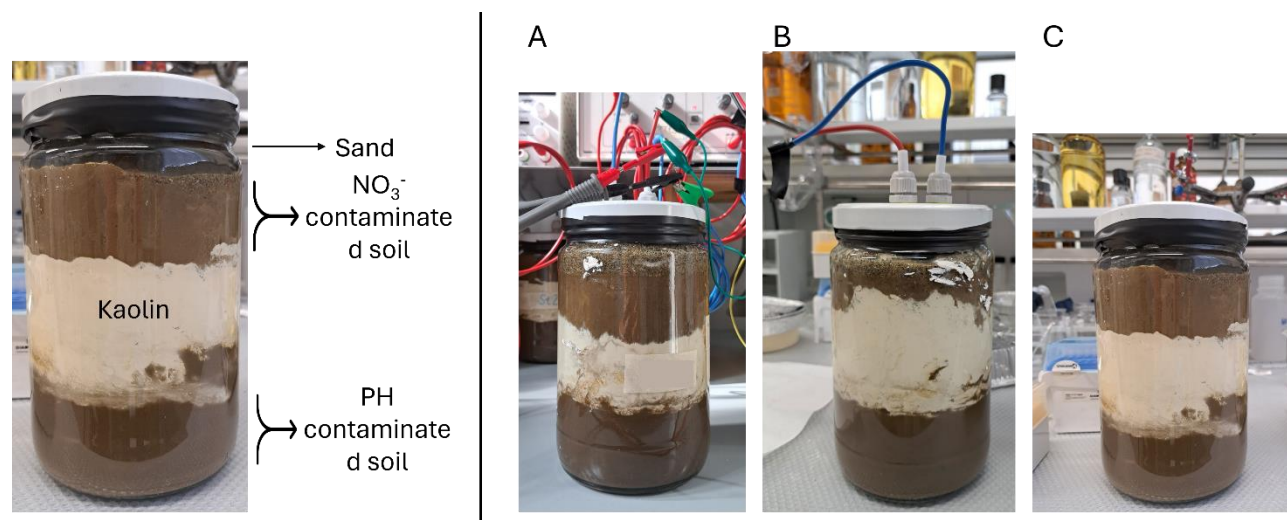 Sand
NO₃⁻
contaminate
d soil
Kaolin
PH
contaminate
d soil
A
B
C